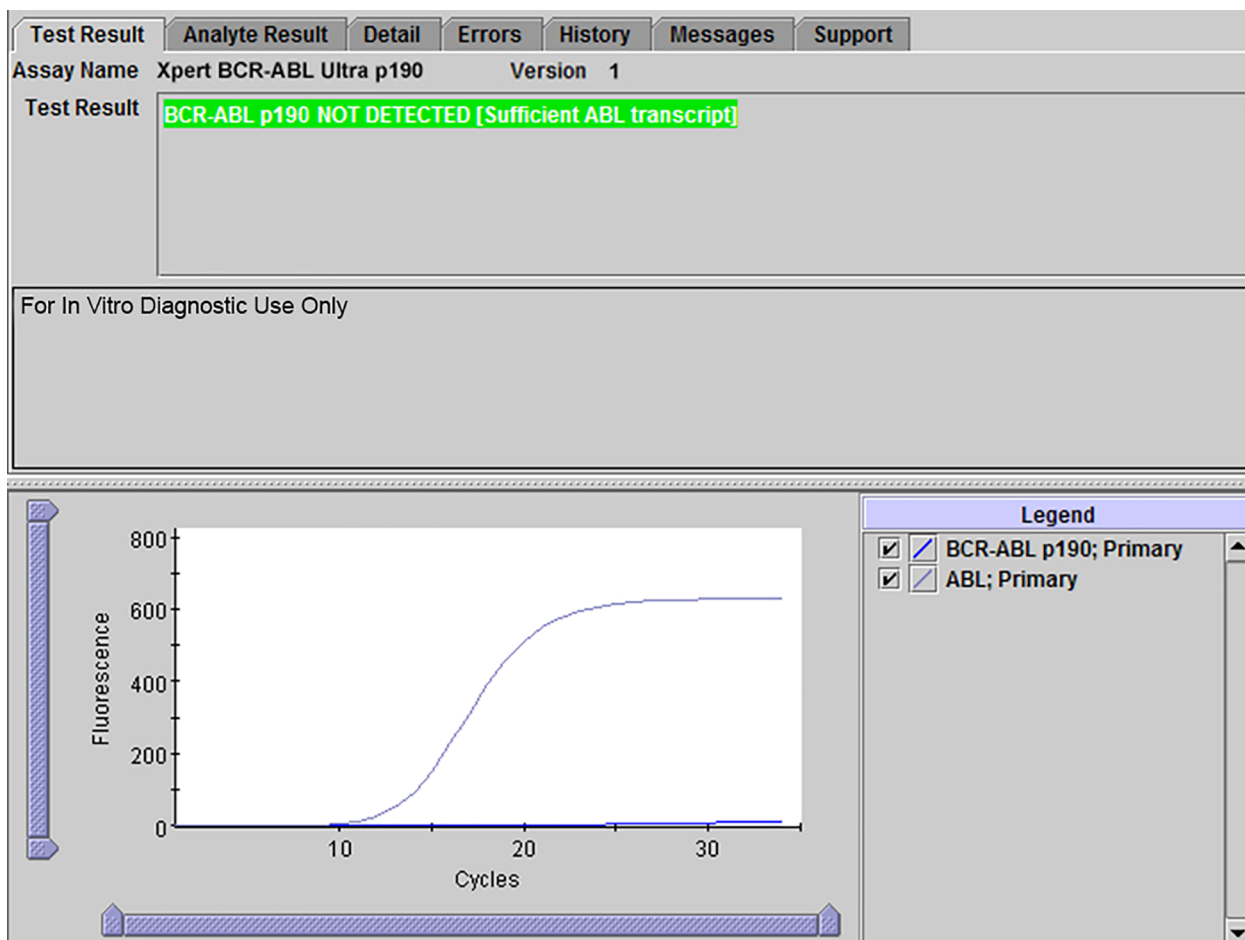 Test Result Analyte Result Detail Errors History Messages Support
Assay Name Xpert BCR-ABL Ultra p190 Version 1
Test Result BCR-ABL p190 NOT DETECTED [Sufficient ABL transcript]
For In Vitro Diagnostic Use Only
800
600
400
200
0
Fluorescence
10 20 30
Cycles
Legend
BCR-ABL p190; Primary
ABL; Primary